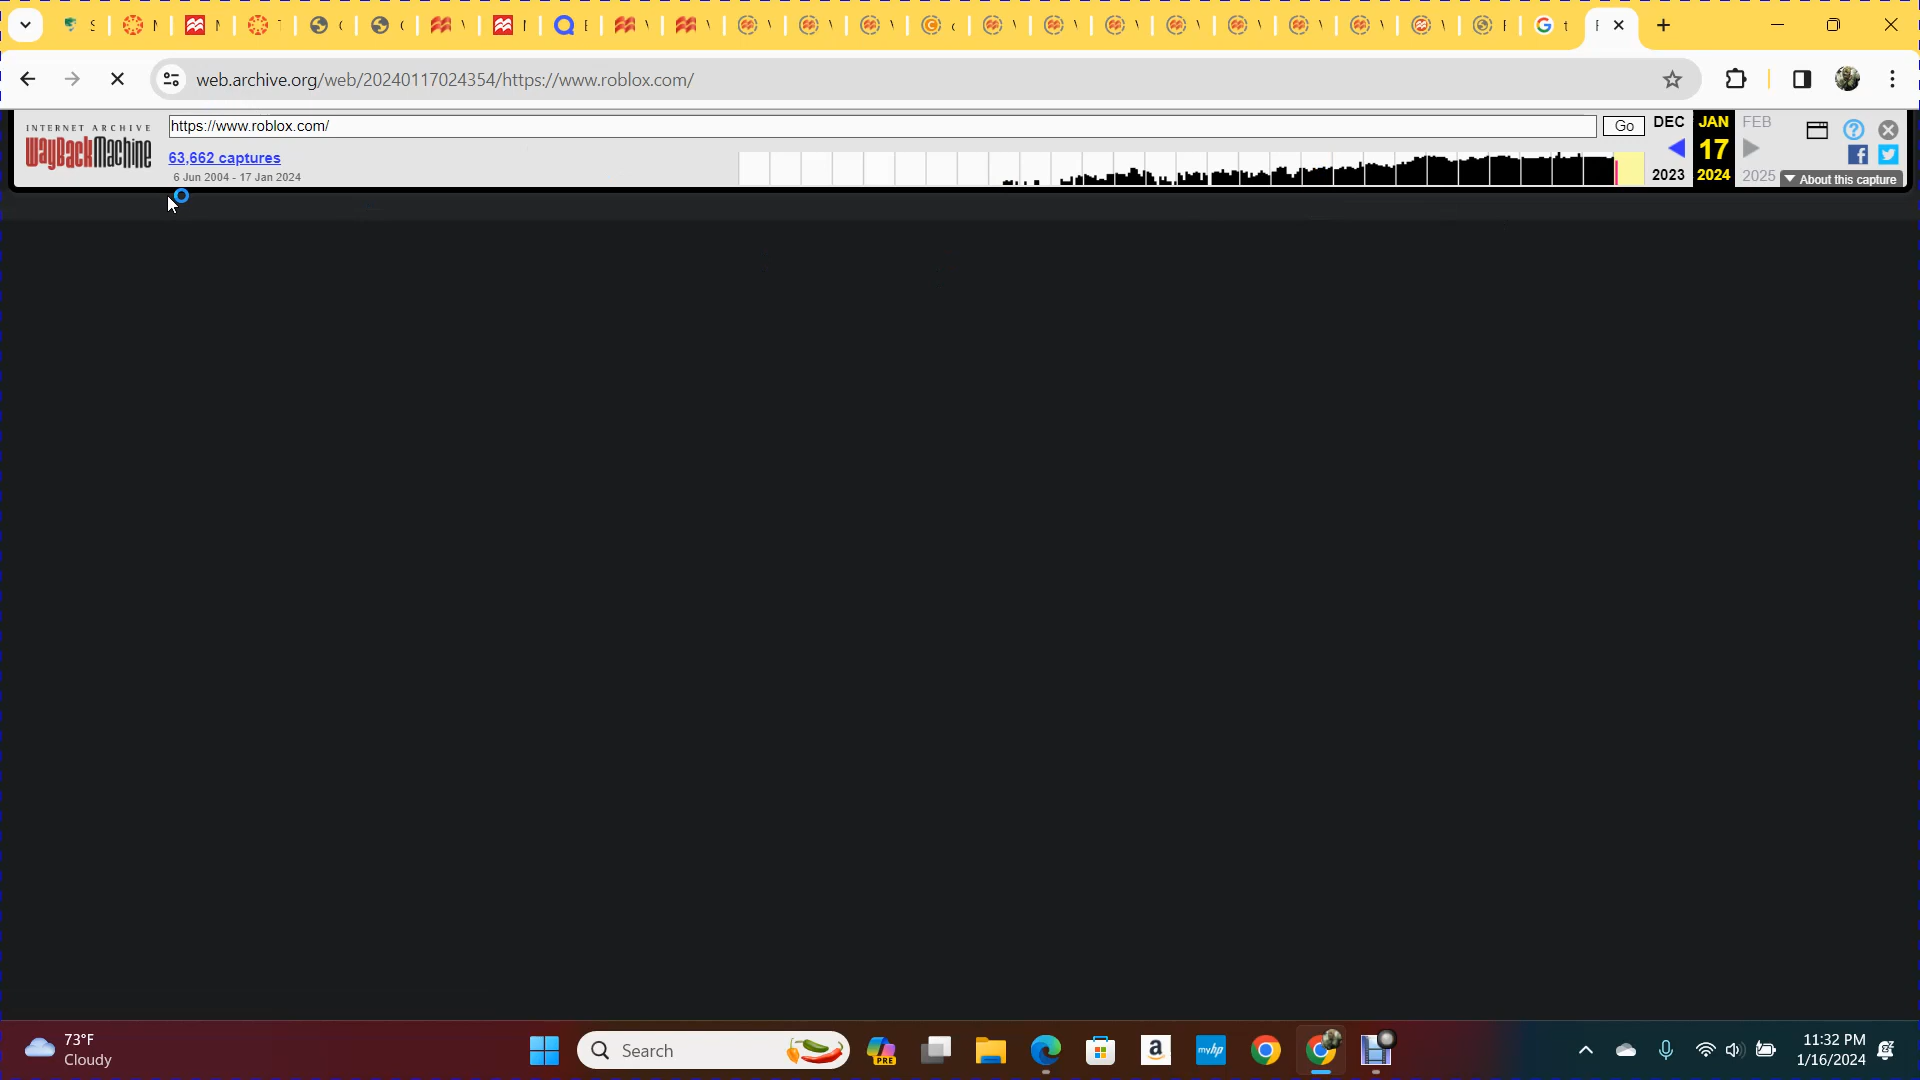 web.archive.org/web/20240117024354/https://www.roblox.com/
INTERNET ARCHIVE
WayBackMachine
https://www.roblox.com/
Go
DEC
JAN
FEB
63,662 captures
17
6 Jun 2004 - 17 Jan 2024
2023
2024
2025
About this capture
73°F
Cloudy
Search
PRE
a
myhp
11:32 PM
1/16/2024